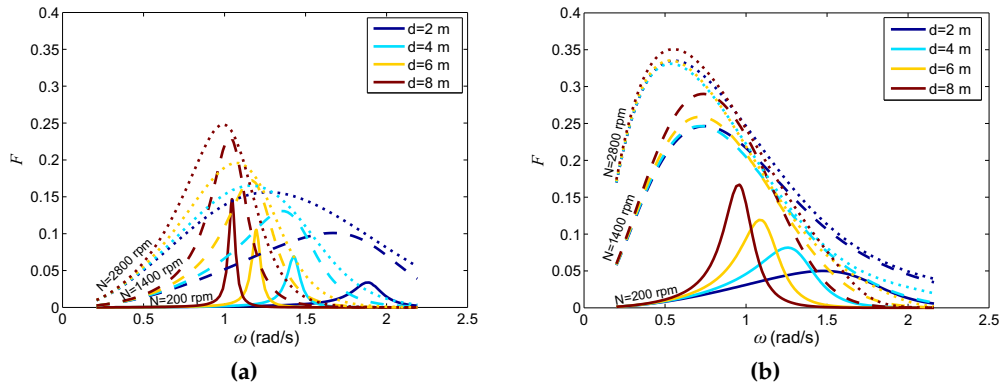 0.4
0.35
0.3
0.25
0.2
0.15
0.1
0.05
0
F
0
0.5
1
1.5
2
2.5
ω (rad/s)
d=2 m
d=4 m
d=6 m
d=8 m
N=2800 rpm
N=1400 rpm
N=200 rpm
(a)
0.4
0.35
0.3
0.25
0.2
0.15
0.1
0.05
0
F
0
0.5
1
1.5
2
2.5
ω (rad/s)
d=2 m
d=4 m
d=6 m
d=8 m
N=2800 rpm
N=1400 rpm
N=200 rpm
(b)